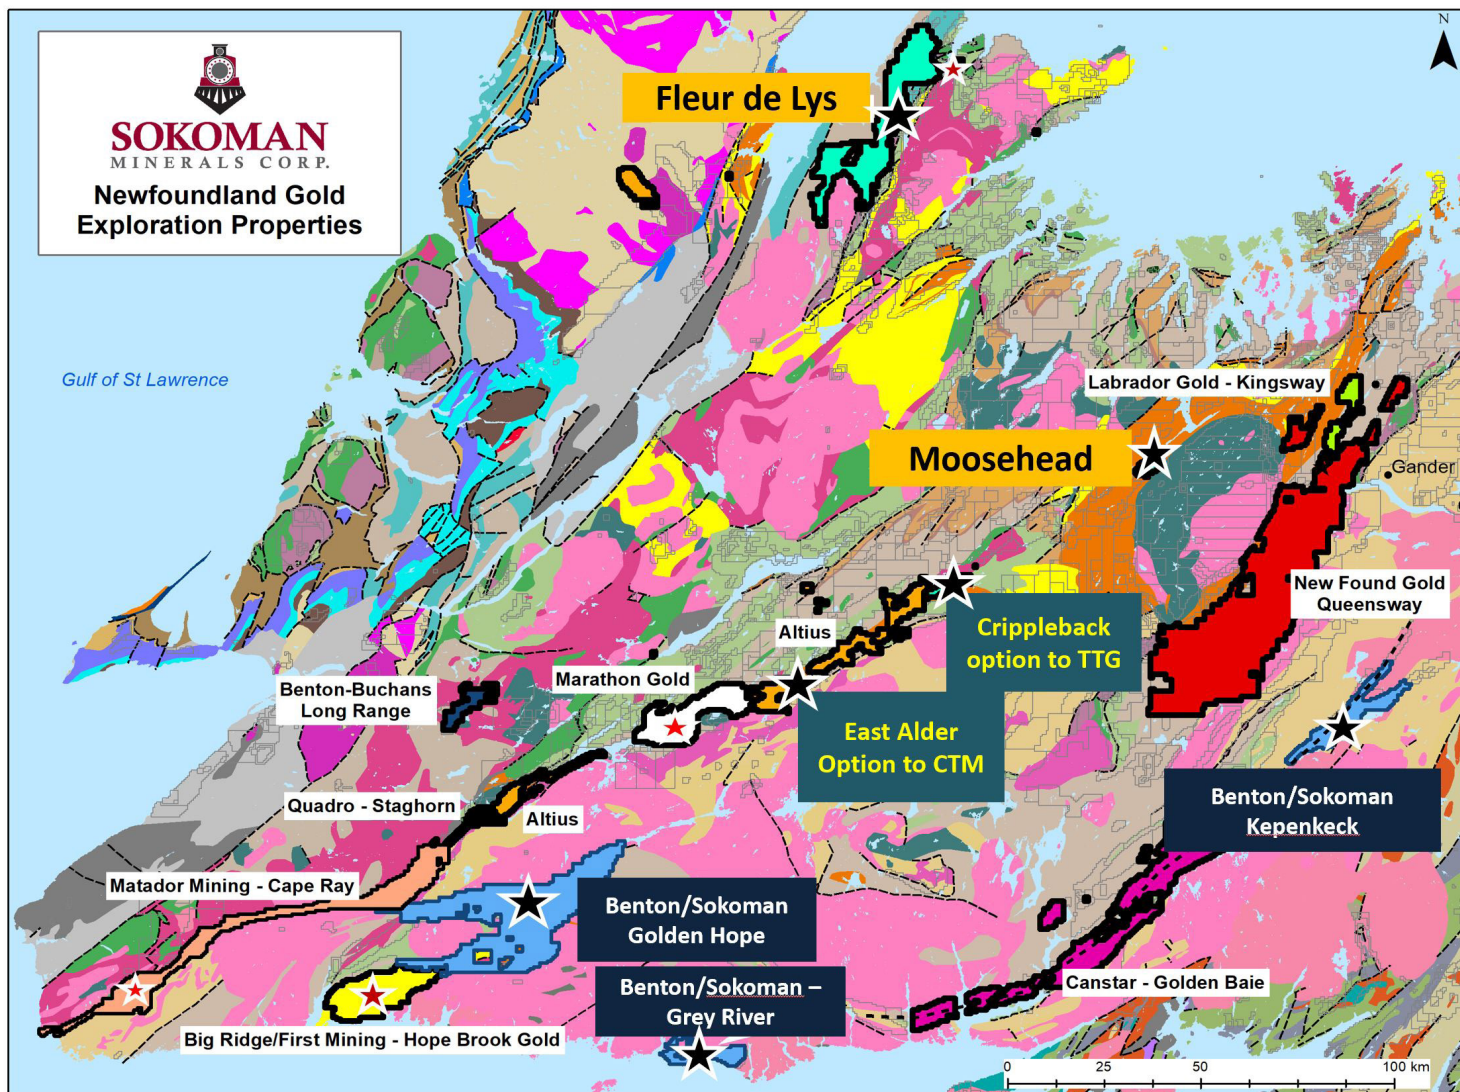 SOKOMAN
MINERALS CORP.
Newfoundland Gold
Exploration Properties
N
Fleur de Lys
Gulf of St Lawrence
Labrador Gold - Kingsway
Moosehead
Gander
New Found Gold
Queensway
Altius
Crippleback
option to TTG
Marathon Gold
Benton-Buchans
Long Range
East Alder
Option to CTM
Quadro - Staghorn
Altius
Benton/Sokoman
Kepenkeck
Matador Mining - Cape Ray
Benton/Sokoman
Golden Hope
Benton/Sokoman –
Grey River
Canstar - Golden Baie
Big Ridge/First Mining - Hope Brook Gold
0 25 50 100 km